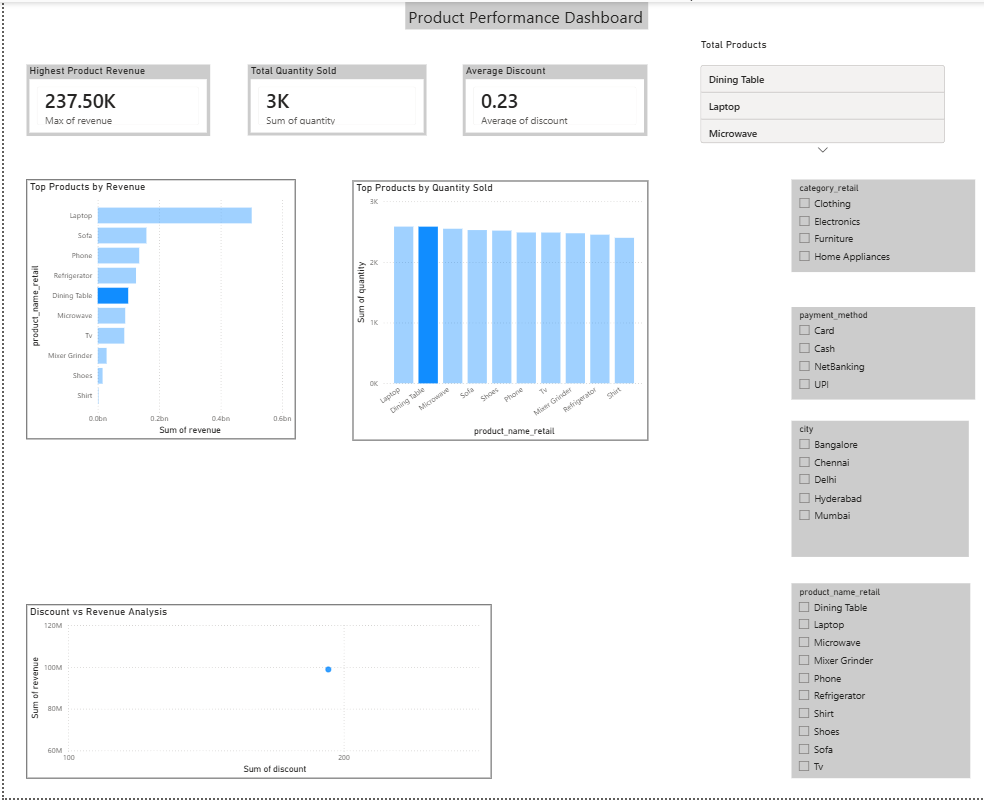 Product Performance Dashboard
Total Products
Dining Table
Laptop
Microwave
Highest Product Revenue
237.50K
Max of revenue
Total Quantity Sold
3K
Sum of quantity
Average Discount
0.23
Average of discount
Top Products by Revenue
product_name_retail
Laptop
Sofa
Phone
Refrigerator
Dining Table
Microwave
Tv
Mixer Grinder
Shoes
Shirt
0.0bn 0.2bn 0.4bn 0.6bn
Sum of revenue
Top Products by Quantity Sold
Sum of quantity
3K
2K
1K
0K
Laptop Dining Table Microwave Sofa Shoes Phone Tv Mixer Grinder Refrigerator Shirt
product_name_retail
category_retail
Clothing
Electronics
Furniture
Home Appliances
payment_method
Card
Cash
NetBanking
UPI
city
Bangalore
Chennai
Delhi
Hyderabad
Mumbai
Discount vs Revenue Analysis
Sum of revenue
120M
100M
80M
60M
100 200
Sum of discount
product_name_retail
Dining Table
Laptop
Microwave
Mixer Grinder
Phone
Refrigerator
Shirt
Shoes
Sofa
Tv